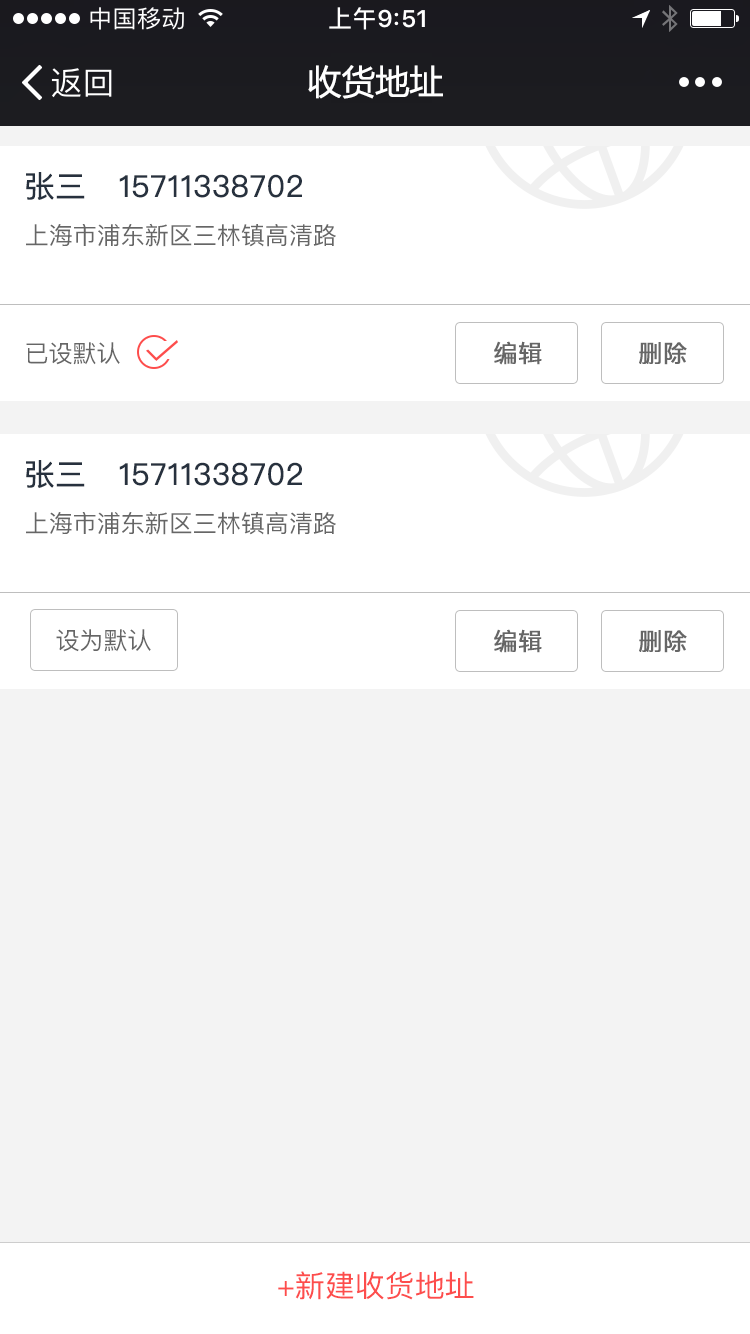 中国移动 上午9:51
返回 收货地址
张三 15711338702
上海市浦东新区三林镇高清路
已设默认 编辑 删除
张三 15711338702
上海市浦东新区三林镇高清路
设为默认 编辑 删除
+新建收货地址